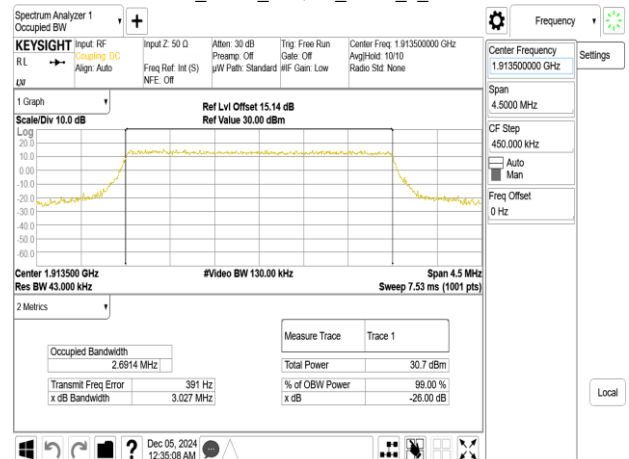 Spectrum Analyzer 1
Occupied BW
Frequency
KEYSIGHT
RL
Input: RF
Coupling: DC
Align: Auto
Input Z: 50 Ω
Freq Ref: Int (S)
NFE: Off
Atten: 30 dB
Preamp: Off
µW Path: Standard
Trig: Free Run
Gate: Off
#IF Gain: Low
Center Freq: 1.913500000 GHz
Avg|Hold: 10/10
Radio Std: None
Center Frequency
1.913500000 GHz
Settings
Span
4.5000 MHz
CF Step
450.000 kHz
Auto
Man
Freq Offset
0 Hz
1 Graph
Ref Lvl Offset 15.14 dB
Scale/Div 10.0 dB
Ref Value 30.00 dBm
Log
20.0
10.0
0.00
-10.0
-20.0
-30.0
-40.0
-50.0
-60.0
Center 1.913500 GHz
#Video BW 130.00 kHz
Span 4.5 MHz
Res BW 43.000 kHz
Sweep 7.53 ms (1001 pts)
2 Metrics
Measure Trace
Trace 1
Occupied Bandwidth
2.6914 MHz
Total Power
30.7 dBm
Transmit Freq Error
391 Hz
% of OBW Power
99.00 %
x dB Bandwidth
3.027 MHz
x dB
-26.00 dB
Local
?
Dec 05, 2024
12:35:08 AM